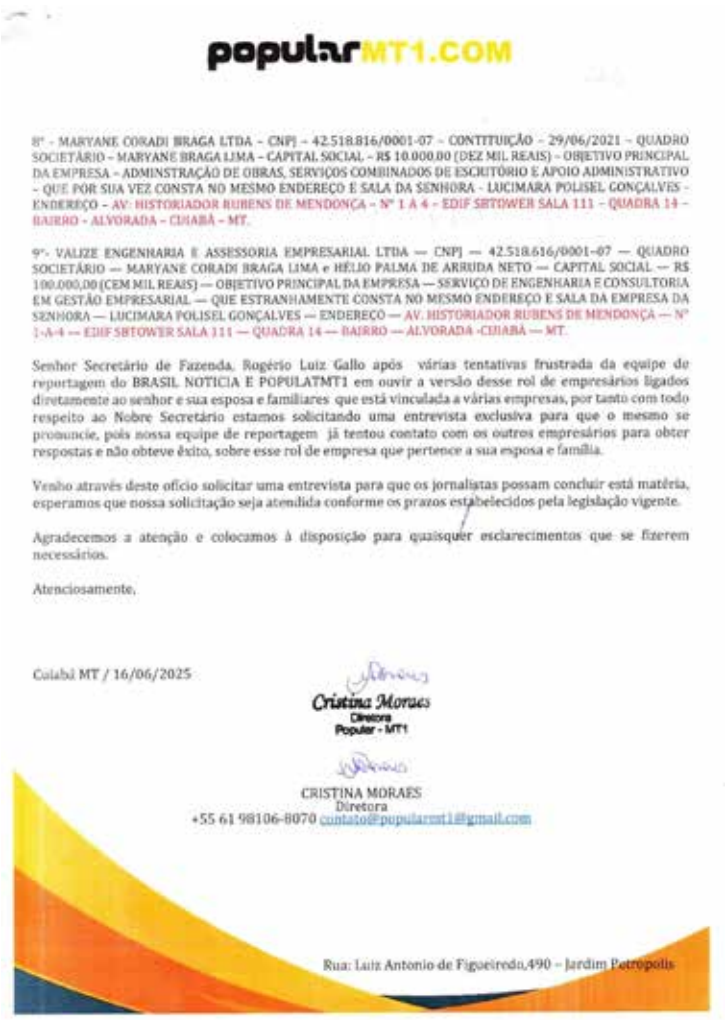 popularMT1.COM
8º - MARYANE CORADI BRAGA LTDA – CNPJ – 42.518.816/0001-07 – CONTITUIÇÃO – 29/06/2021 – QUADRO
SOCIETÁRIO – MARYANE BRAGA LIMA – CAPITAL SOCIAL – R$ 10.000,00 (DEZ MIL REAIS) – OBJETIVO PRINCIPAL
DA EMPRESA – ADMINSTRAÇÃO DE OBRAS, SERVIÇOS COMBINADOS DE ESCRITÓRIO E APOIO ADMINISTRATIVO
– QUE POR SUA VEZ CONSTA NO MESMO ENDEREÇO E SALA DA SENHORA - LUCIMARA POLISEL GONÇALVES -
ENDEREÇO – AV: HISTORIADOR RUBENS DE MENDONÇA – Nº 1 A 4 – EDIF SBTOWER SALA 111 – QUADRA 14 –
BAIRRO – ALVORADA – CUIABÁ – MT.
9º- VALIZE ENGENHARIA E ASSESSORIA EMPRESARIAL LTDA — CNPJ — 42.518.616/0001-07 — QUADRO
SOCIETÁRIO — MARYANE CORADI BRAGA LIMA e HÉLIO PALMA DE ARRUDA NETO — CAPITAL SOCIAL — R$
100.000,00 (CEM MIL REAIS) — OBJETIVO PRINCIPAL DA EMPRESA — SERVIÇO DE ENGENHARIA E CONSULTORIA
EM GESTÃO EMPRESARIAL — QUE ESTRANHAMENTE CONSTA NO MESMO ENDEREÇO E SALA DA EMPRESA DA
SENHORA — LUCIMARA POLISEL GONÇALVES — ENDEREÇO — AV. HISTORIADOR RUBENS DE MENDONÇA — Nº
1-A-4 — EDIF SBTOWER SALA 111 — QUADRA 14 — BAIRRO — ALVORADA -CUIABÁ — MT.
Senhor Secretário de Fazenda, Rogério Luiz Gallo após várias tentativas frustrada da equipe de
reportagem do BRASIL NOTICIA E POPULATMT1 em ouvir a versão desse rol de empresários ligados
diretamente ao senhor e sua esposa e familiares que está vinculada a várias empresas, por tanto com todo
respeito ao Nobre Secretário estamos solicitando uma entrevista exclusiva para que o mesmo se
pronuncie, pois nossa equipe de reportagem já tentou contato com os outros empresários para obter
respostas e não obteve êxito, sobre esse rol de empresa que pertence a sua esposa e família.
Venho através deste ofício solicitar uma entrevista para que os jornalistas possam concluir está matéria,
esperamos que nossa solicitação seja atendida conforme os prazos estabelecidos pela legislação vigente.
Agradecemos a atenção e colocamos à disposição para quaisquer esclarecimentos que se fizerem
necessários.
Atenciosamente,
Cuiabá MT / 16/06/2025
Cristina Moraes
Diretora
Popular - MT1
CRISTINA MORAES
Diretora
+55 61 98106-8070 contato@popularmt1@gmail.com
Rua: Luiz Antonio de Figueiredo,490 – Jardim Petropolis